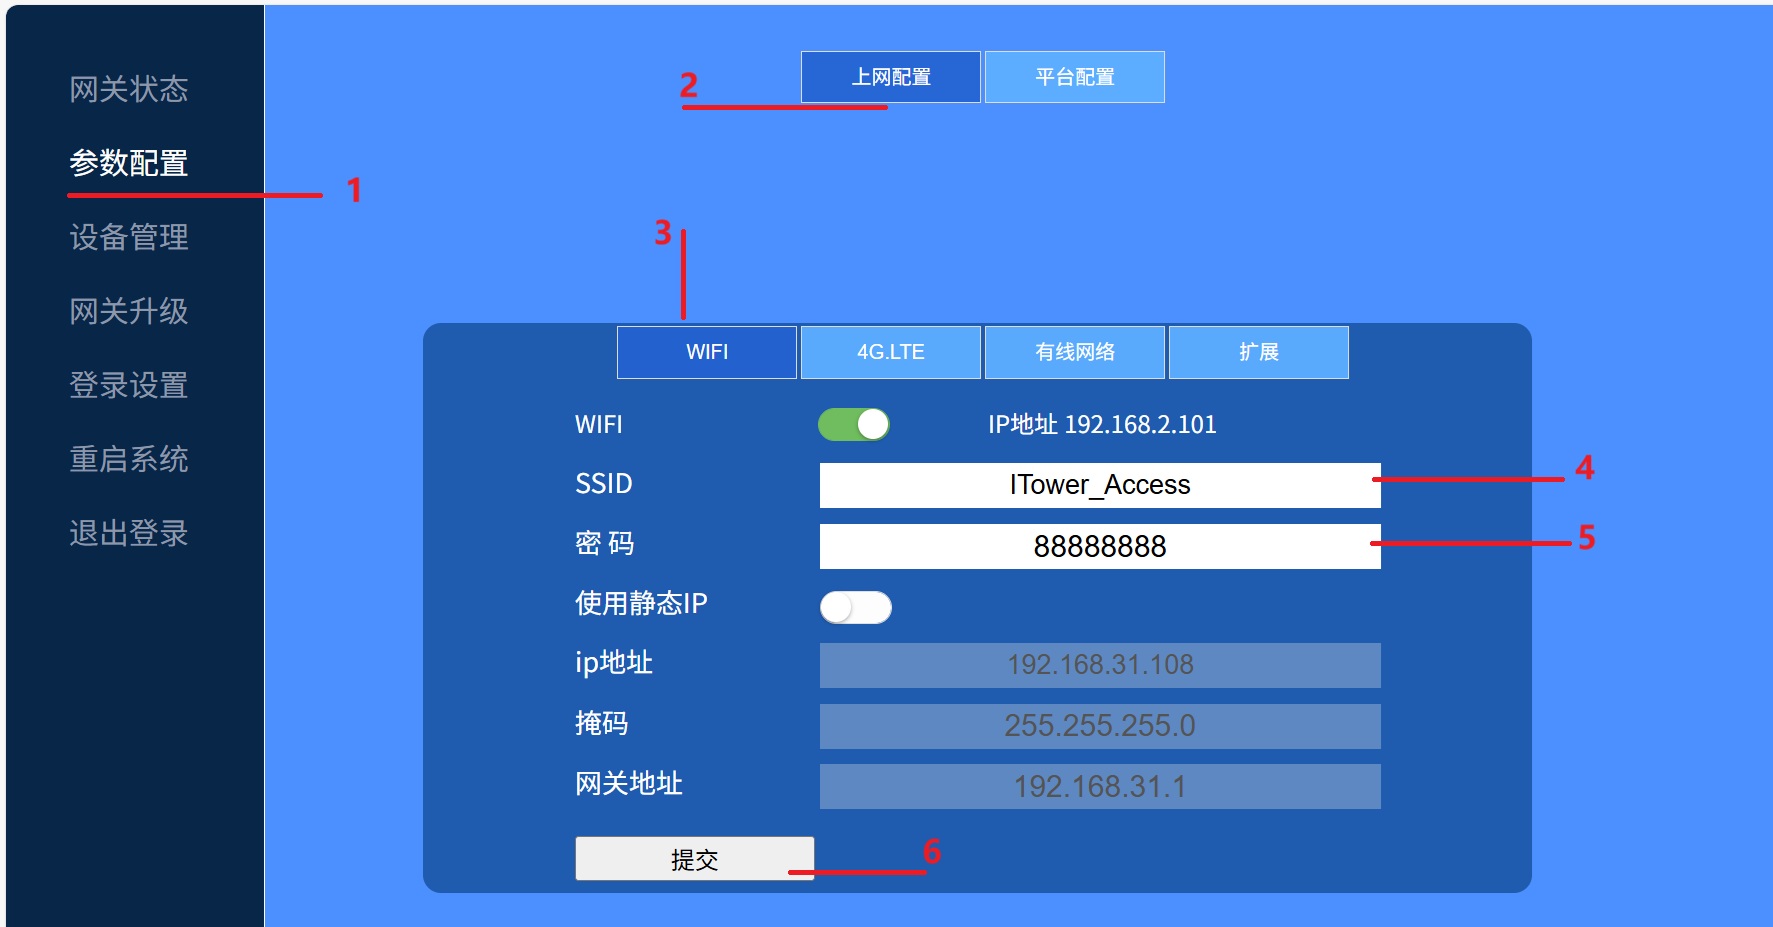 网关状态
参数配置
1
设备管理
网关升级
登录设置
重启系统
退出登录
2
上网配置 平台配置
3
WIFI 4G.LTE 有线网络 扩展
WIFI IP地址 192.168.2.101
SSID ITower_Access 4
密 码 88888888 5
使用静态IP
ip地址 192.168.31.108
掩码 255.255.255.0
网关地址 192.168.31.1
提交 6